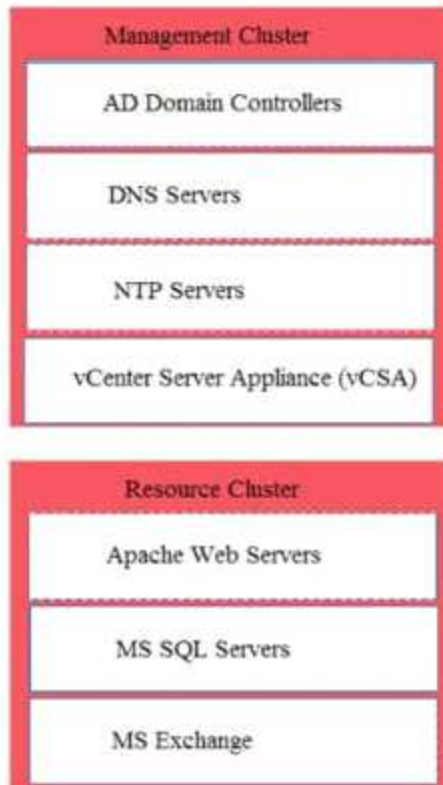 Management Cluster
AD Domain Controllers
DNS Servers
NTP Servers
vCenter Server Appliance (vCSA)
Resource Cluster
Apache Web Servers
MS SQL Servers
MS Exchange